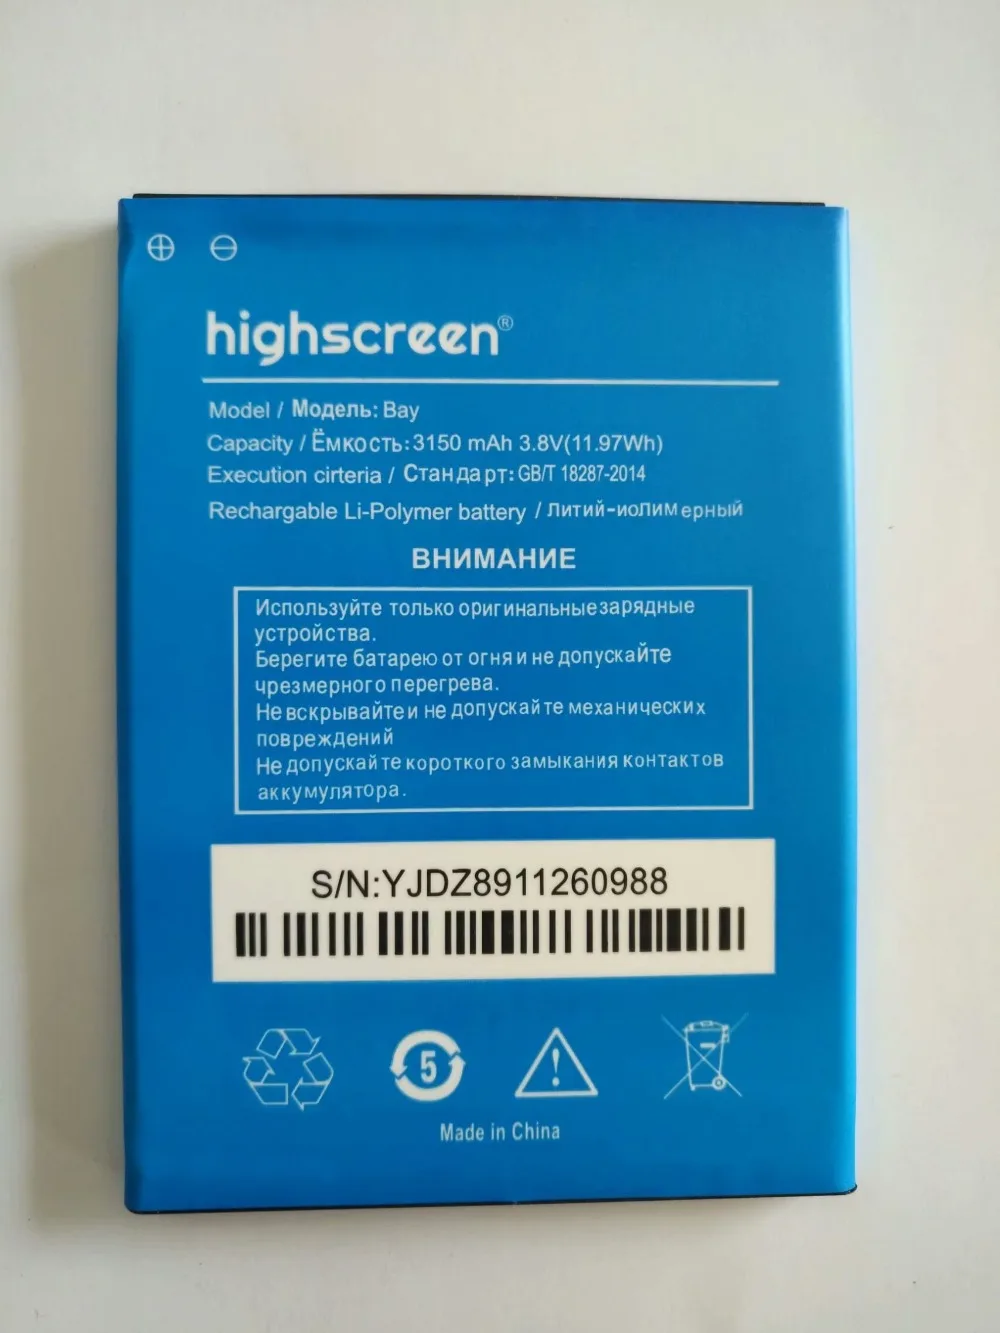 highscreen®
Model / Модель: Bay
Capacity / Ёмкость:3150 mAh 3.8V(11.97Wh)
Execution cirteria / Стандарт:GB/T 18287-2014
Rechargable Li-Polymer battery / литий-иолимерный
ВНИМАНИЕ
Используйте только оригинальные зарядные
устройства.
Берегите батарею от огня и не допускайте
чрезмерного перегрева.
Не вскрывайте и не допускайте механических
повреждений
Не допускайте короткого замыкания контактов
аккумулятора.
S/N:YJDZ8911260988
5
Made in China